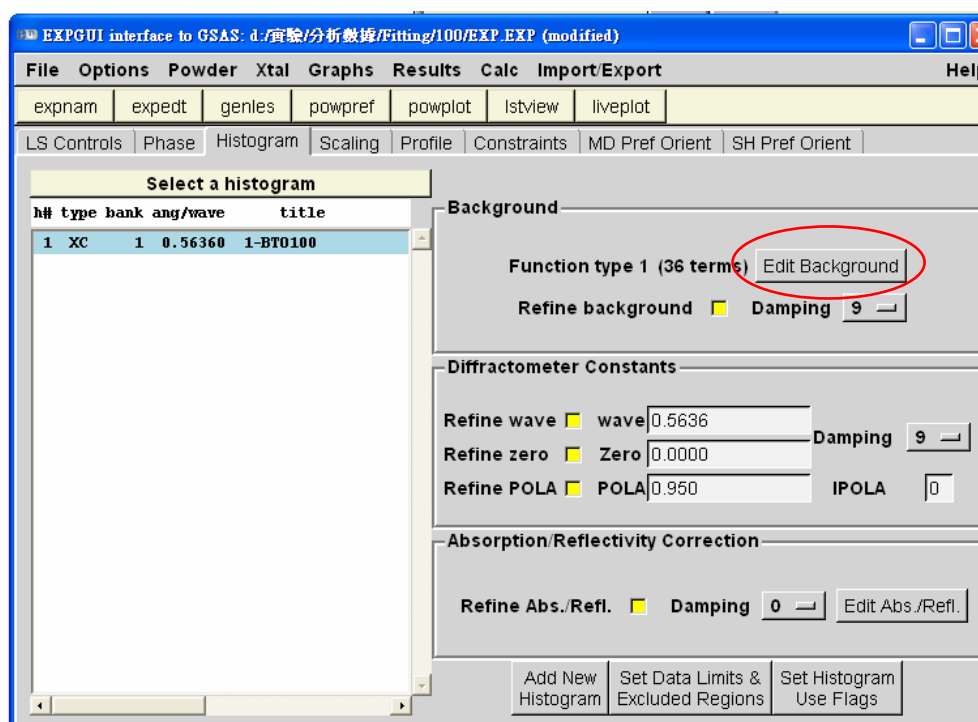 EXPGUI interface to GSAS: d:/實驗/分析數據/Fitting/100/EXP.EXP (modified)
File Options Powder Xtal Graphs Results Calc Import/Export Help
expnam expedt genles powpref powplot lstview liveplot
LS Controls Phase Histogram Scaling Profile Constraints MD Pref Orient SH Pref Orient
Select a histogram
h# type bank ang/wave title
1 XC 1 0.56360 1-BTO100
Background
Function type 1 (36 terms) Edit Background
Refine background Damping 9
Diffractometer Constants
Refine wave wave 0.5636
Damping 9
Refine zero Zero 0.0000
Refine POLA POLA 0.950 IPOLA 0
Absorption/Reflectivity Correction
Refine Abs./Refl. Damping 0 Edit Abs./Refl.
Add New Histogram
Set Data Limits & Excluded Regions
Set Histogram Use Flags